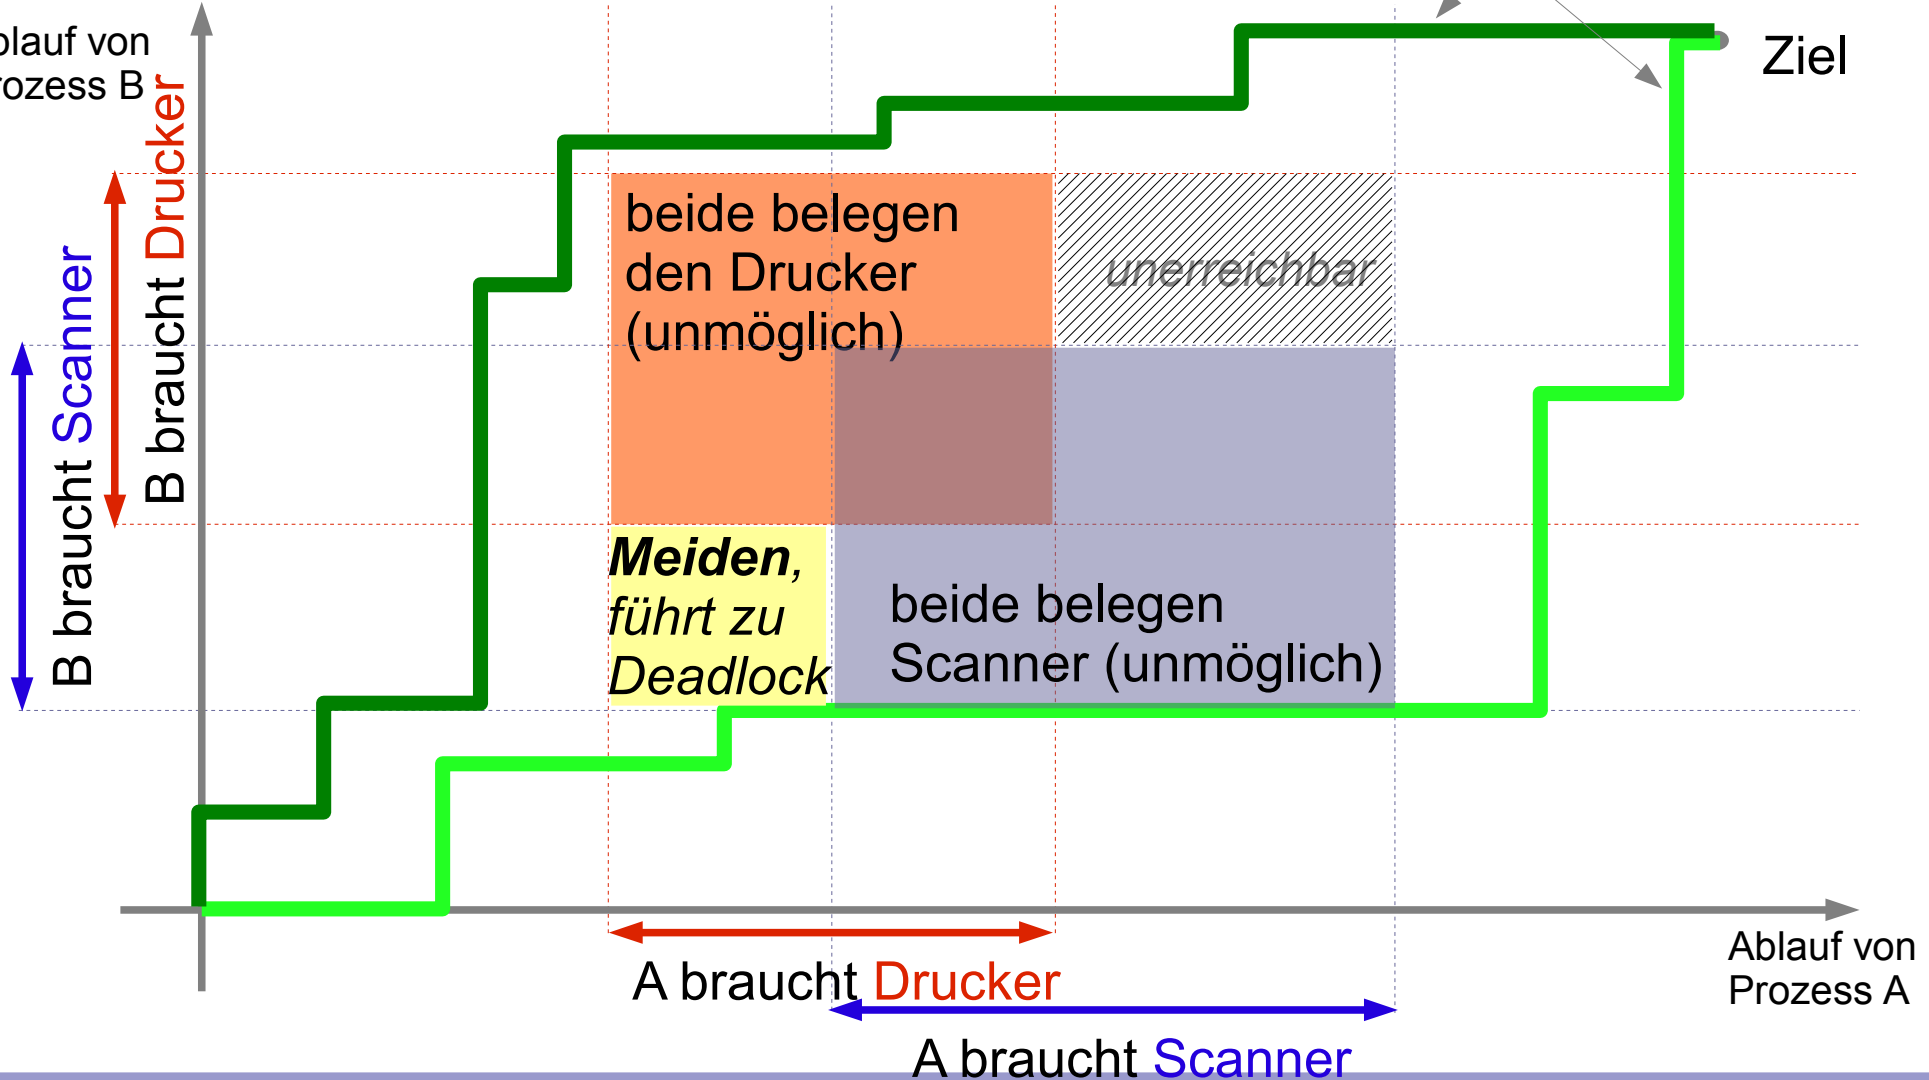 Ziel
B braucht Drucker
B braucht Scanner
beide belegen
den Drucker
(unmöglich)
unerreichbar
Meiden,
führt zu
Deadlock
beide belegen
Scanner (unmöglich)
blauf von
rozess B
A braucht Drucker
A braucht Scanner
Ablauf von
Prozess A